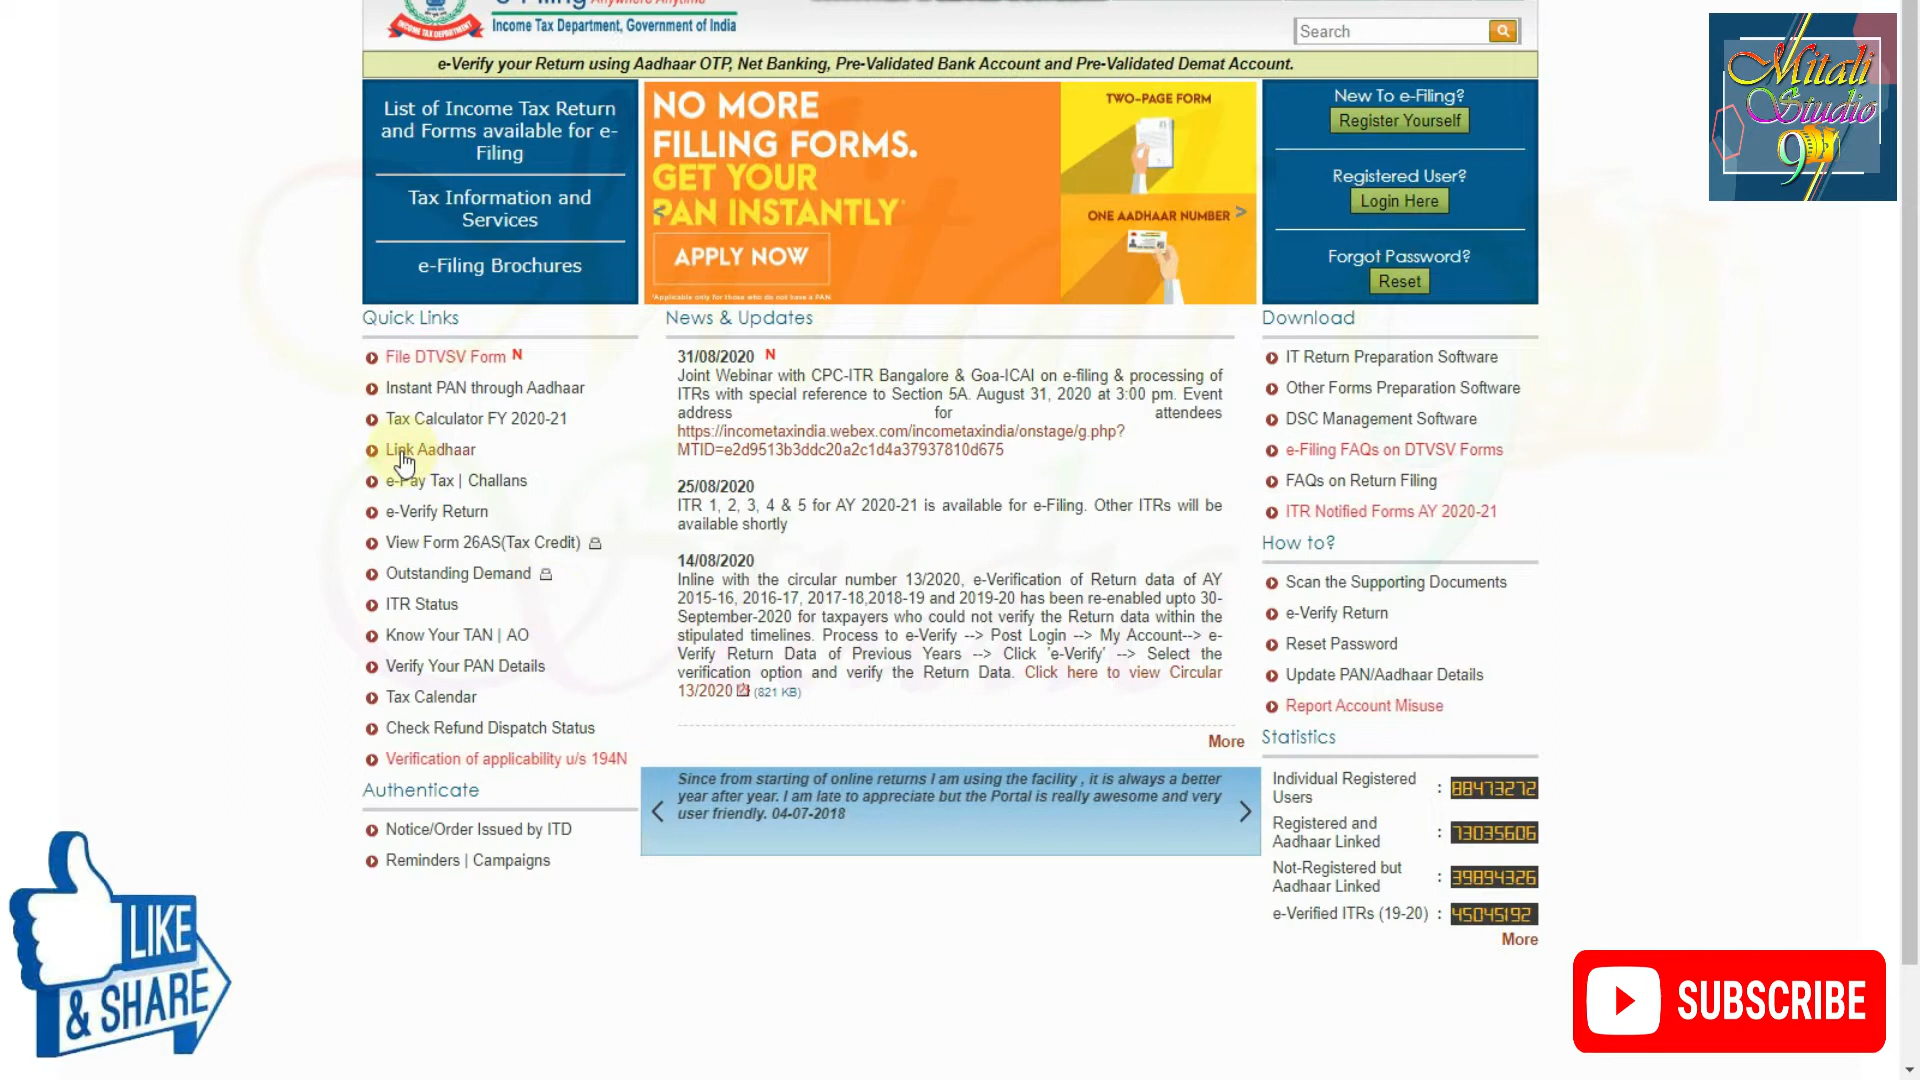 Income Tax Department, Government of India
Search
e-Verify your Return using Aadhaar OTP, Net Banking, Pre-Validated Bank Account and Pre-Validated Demat Account.
List of Income Tax Return
and Forms available for e-
Filing
Tax Information and
Services
e-Filing Brochures
NO MORE
FILLING FORMS.
GET YOUR
PAN INSTANTLY*
APPLY NOW
*Applicable only for those who do not have a PAN
TWO-PAGE FORM
ONE AADHAAR NUMBER
New To e-Filing?
Register Yourself
Registered User?
Login Here
Forgot Password?
Reset
Mitali
Studio
91
Quick Links
File DTVSV Form N
Instant PAN through Aadhaar
Tax Calculator FY 2020-21
Link Aadhaar
e-Pay Tax | Challans
e-Verify Return
View Form 26AS(Tax Credit)
Outstanding Demand
ITR Status
Know Your TAN | AO
Verify Your PAN Details
Tax Calendar
Check Refund Dispatch Status
Verification of applicability u/s 194N
Authenticate
Notice/Order Issued by ITD
Reminders | Campaigns
News & Updates
31/08/2020 N
Joint Webinar with CPC-ITR Bangalore & Goa-ICAI on e-filing & processing of
ITRs with special reference to Section 5A. August 31, 2020 at 3:00 pm. Event
address for attendees
https://incometaxindia.webex.com/incometaxindia/onstage/g.php?
MTID=e2d9513b3ddc20a2c1d4a37937810d675
25/08/2020
ITR 1, 2, 3, 4 & 5 for AY 2020-21 is available for e-Filing. Other ITRs will be
available shortly
14/08/2020
Inline with the circular number 13/2020, e-Verification of Return data of AY
2015-16, 2016-17, 2017-18,2018-19 and 2019-20 has been re-enabled upto 30-
September-2020 for taxpayers who could not verify the Return data within the
stipulated timelines. Process to e-Verify --> Post Login --> My Account--> e-
Verify Return Data of Previous Years --> Click 'e-Verify' --> Select the
verification option and verify the Return Data. Click here to view Circular
13/2020 (821 KB)
More
Since from starting of online returns I am using the facility , it is always a better
year after year. I am late to appreciate but the Portal is really awesome and very
user friendly. 04-07-2018
Download
IT Return Preparation Software
Other Forms Preparation Software
DSC Management Software
e-Filing FAQs on DTVSV Forms
FAQs on Return Filing
ITR Notified Forms AY 2020-21
How to?
Scan the Supporting Documents
e-Verify Return
Reset Password
Update PAN/Aadhaar Details
Report Account Misuse
Statistics
Individual Registered
Users : 88473272
Registered and
Aadhaar Linked : 73035606
Not-Registered but
Aadhaar Linked : 39894326
e-Verified ITRs (19-20) : 45045192
More
LIKE
& SHARE
SUBSCRIBE